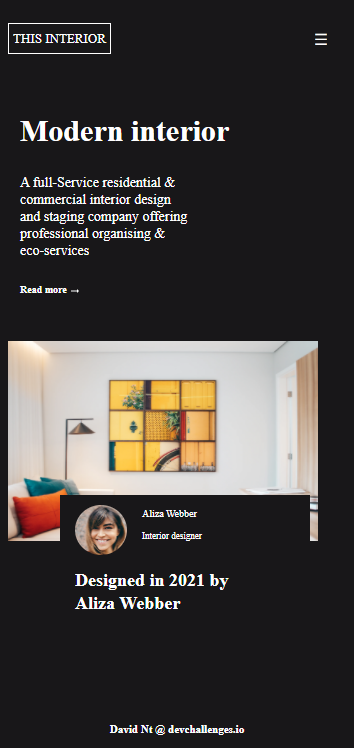 THIS INTERIOR ☰
Modern interior
A full-Service residential &
commercial interior design
and staging company offering
professional organising &
eco-services
Read more →
Aliza Webber
Interior designer
Designed in 2021 by
Aliza Webber
David Nt @ devchallenges.io